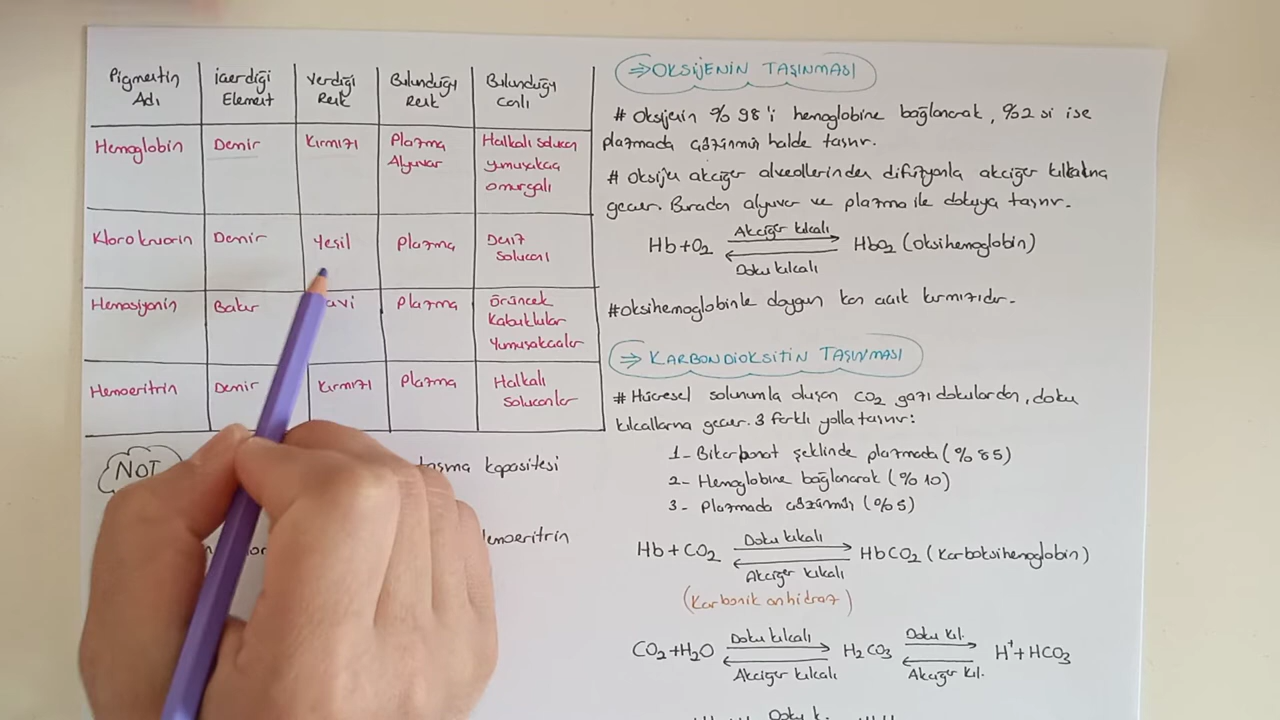 Pigmentin Adı
İçerdiği Element
Verdiği Renk
Bulunduğu Renk
Bulunduğu Canlı
Hemoglobin
Demir
Kırmızı
Plazma Alyuvar
Halkalı solucan
yumuşakça
omurgalı
Klorokruorin
Demir
Yeşil
Plazma
Deniz Solucanı
Hemosiyanin
Bakır
avi
Plazma
Örümcek
Kabuklular
Yumuşakçalar
Hemoeritrin
Demir
Kırmızı
Plazma
Halkalı Solucanlar
NOT
taşıma kapasitesi
emoeritrin
⇒ OKSİJENİN TAŞINMASI
# Oksijenin %98'i hemoglobine bağlanarak, %2 si ise
plazmada çözünmüş halde taşınır.
# Oksijen akciğer alveollerinden difüzyonla akciğer kılcalına
geçer. Buradan alyuvar ve plazma ile dokuya taşınır.
Hb+O2 Akciğer kılcalı HbO2 (oksihemoglobin)
Doku kılcalı
#oksihemoglobinle doygun kan açık kırmızıdır.
⇒ KARBONDİOKSİTİN TAŞINMASI
# Hücresel solunumla oluşan CO2 gazı dokulardan, doku
kılcallarına geçer. 3 farklı yolla taşınır:
1- Bikarbonat şeklinde plazmada (%85)
2- Hemoglobine bağlanarak (%10)
3- Plazmada çözünmüş (%5)
Hb+CO2 Doku kılcalı HbCO2 (Karboksihemoglobin)
Akciğer kılcalı
(Karbonik anhidraz)
CO2+H2O Doku kılcalı H2CO3 Doku kıl. H+ + HCO3
Akciğer kılcalı Akciğer kıl.
Doku k.